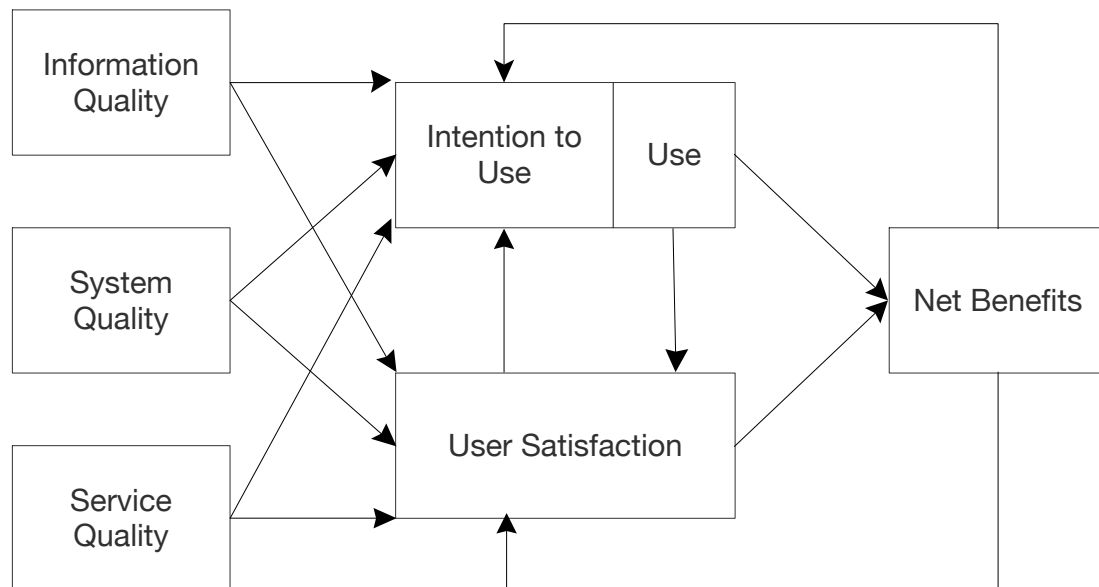 Information
Quality
Intention to
Use
Use
System
Quality
Net Benefits
User Satisfaction
Service
Quality